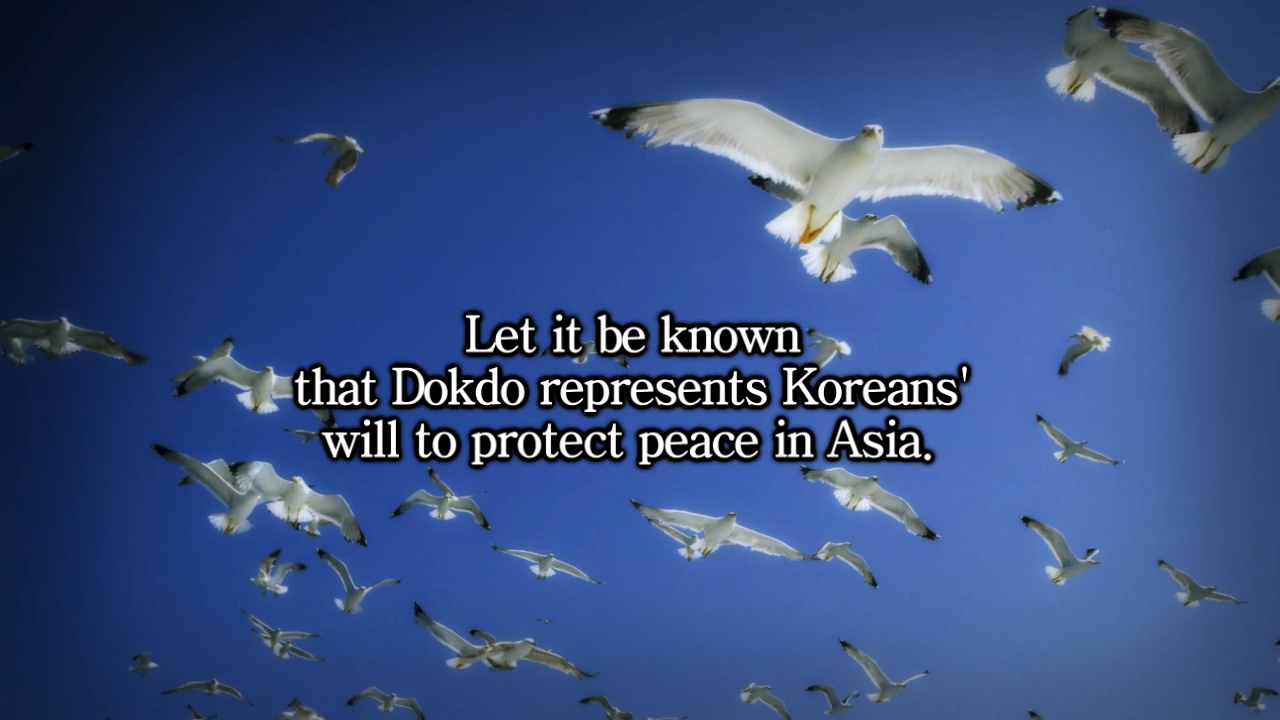 Let it be known
that Dokdo represents Koreans'
will to protect peace in Asia.